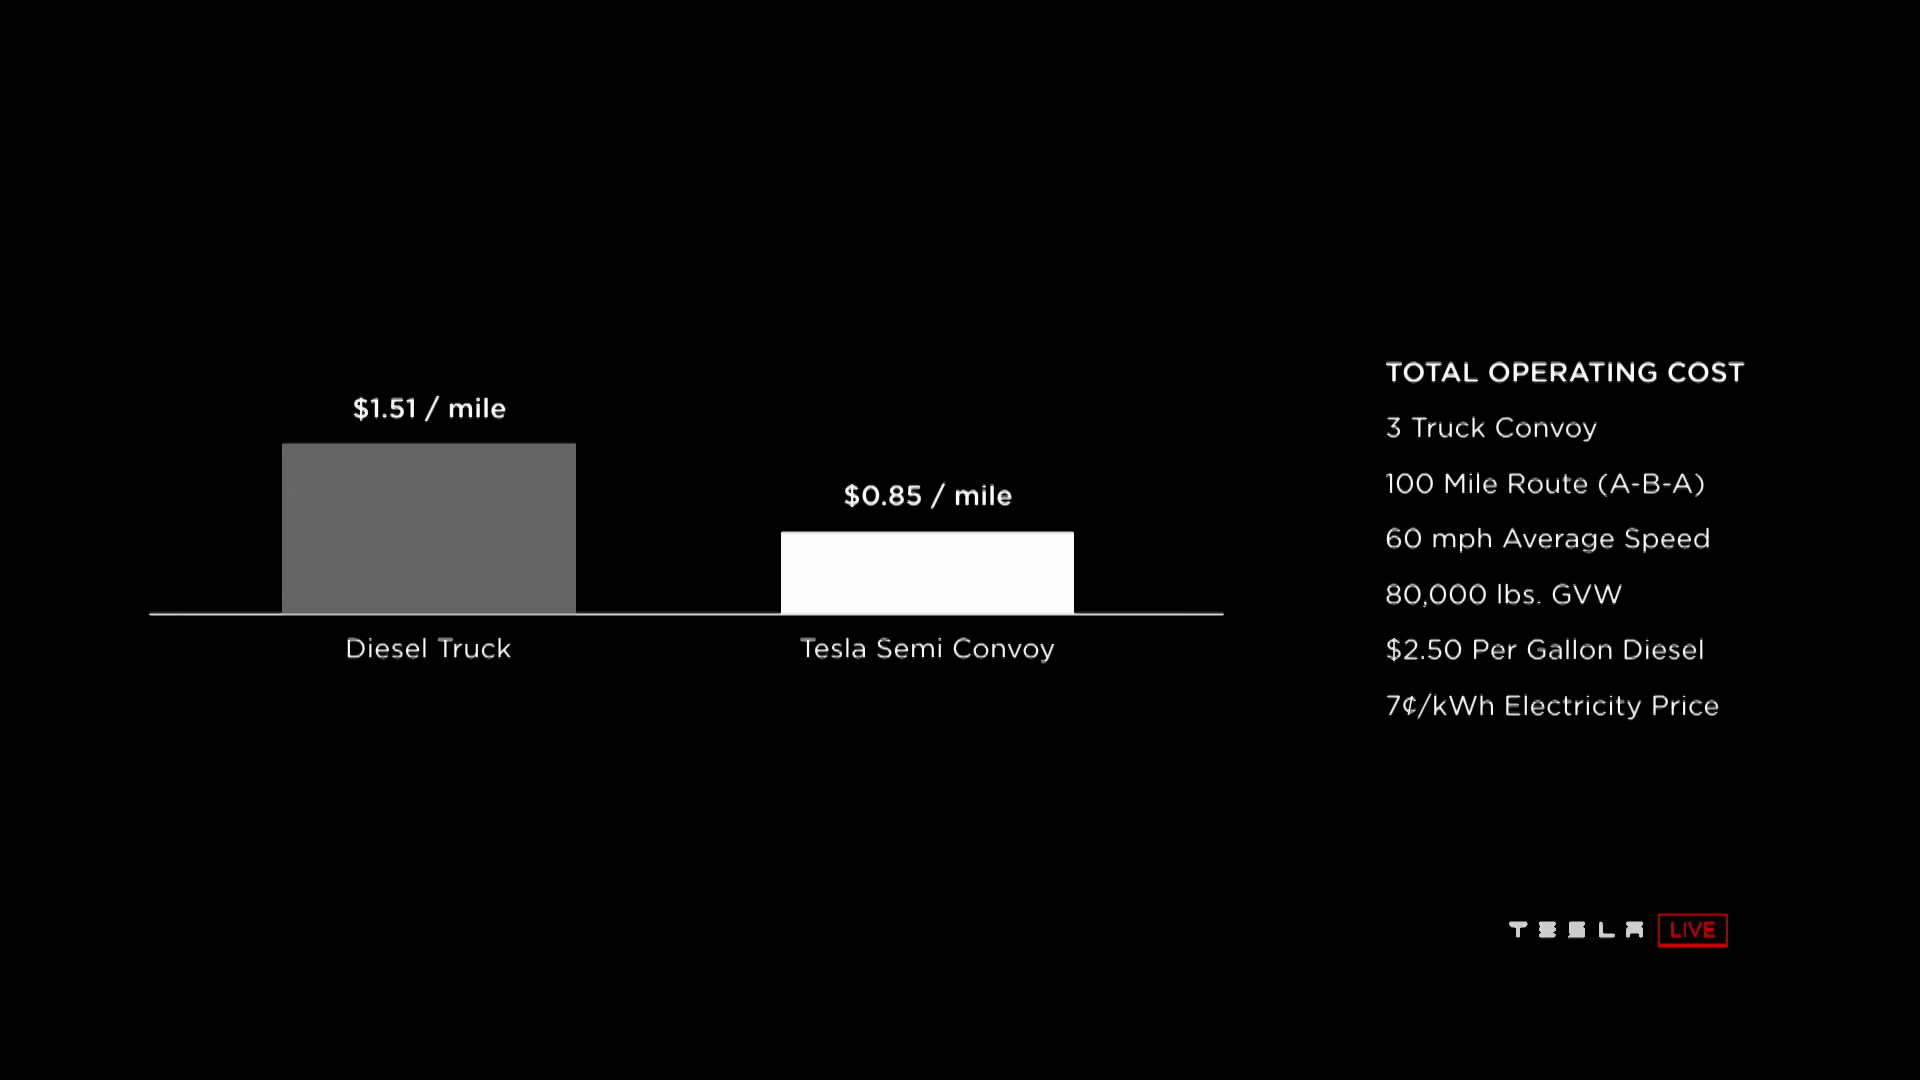 $1.51 / mile
$0.85 / mile
Diesel Truck
Tesla Semi Convoy
TOTAL OPERATING COST
3 Truck Convoy
100 Mile Route (A-B-A)
60 mph Average Speed
80,000 lbs. GVW
$2.50 Per Gallon Diesel
7¢/kWh Electricity Price
TESLA LIVE